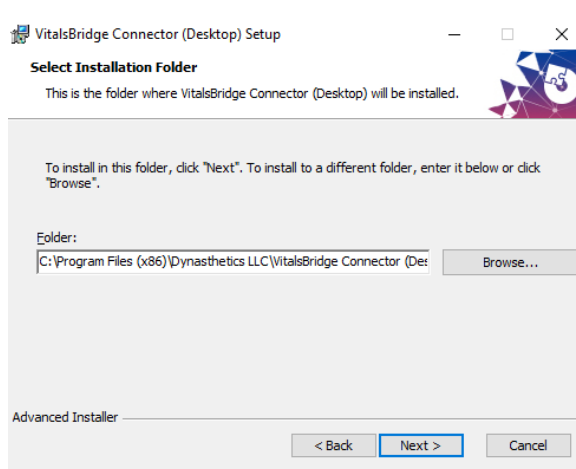 VitalsBridge Connector (Desktop) Setup
Select Installation Folder
This is the folder where VitalsBridge Connector (Desktop) will be installed.
To install in this folder, click "Next". To install to a different folder, enter it below or click
"Browse".
Folder:
C:\Program Files (x86)\Dynasthetics LLC\VitalsBridge Connector (Des
Browse...
Advanced Installer
< Back
Next >
Cancel